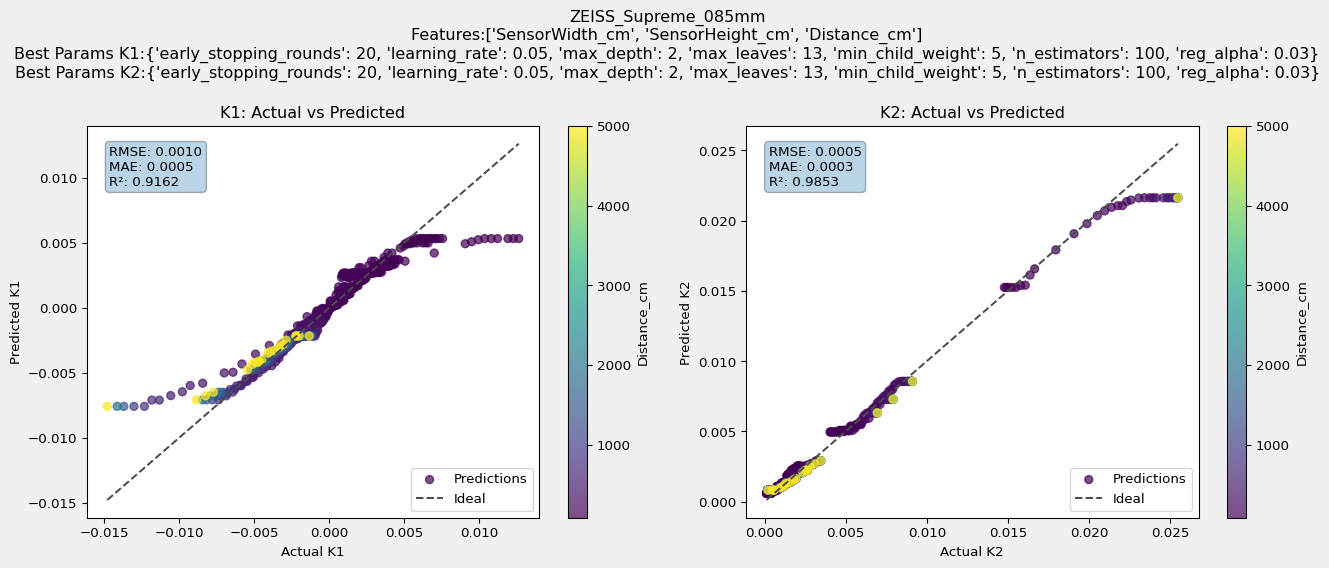 ZEISS_Supreme_085mm
Features:['SensorWidth_cm', 'SensorHeight_cm', 'Distance_cm']
Best Params K1:{'early_stopping_rounds': 20, 'learning_rate': 0.05, 'max_depth': 2, 'max_leaves': 13, 'min_child_weight': 5, 'n_estimators': 100, 'reg_alpha': 0.03}
Best Params K2:{'early_stopping_rounds': 20, 'learning_rate': 0.05, 'max_depth': 2, 'max_leaves': 13, 'min_child_weight': 5, 'n_estimators': 100, 'reg_alpha': 0.03}
K1: Actual vs Predicted
RMSE: 0.0010
MAE: 0.0005
R²: 0.9162
0.010
0.005
0.000
−0.005
−0.010
−0.015
Predicted K1
−0.015
−0.010
−0.005
0.000
0.005
0.010
Actual K1
Predictions
Ideal
5000
4000
3000
2000
1000
Distance_cm
K2: Actual vs Predicted
RMSE: 0.0005
MAE: 0.0003
R²: 0.9853
0.025
0.020
0.015
0.010
0.005
0.000
Predicted K2
0.000
0.005
0.010
0.015
0.020
0.025
Actual K2
Predictions
Ideal
5000
4000
3000
2000
1000
Distance_cm